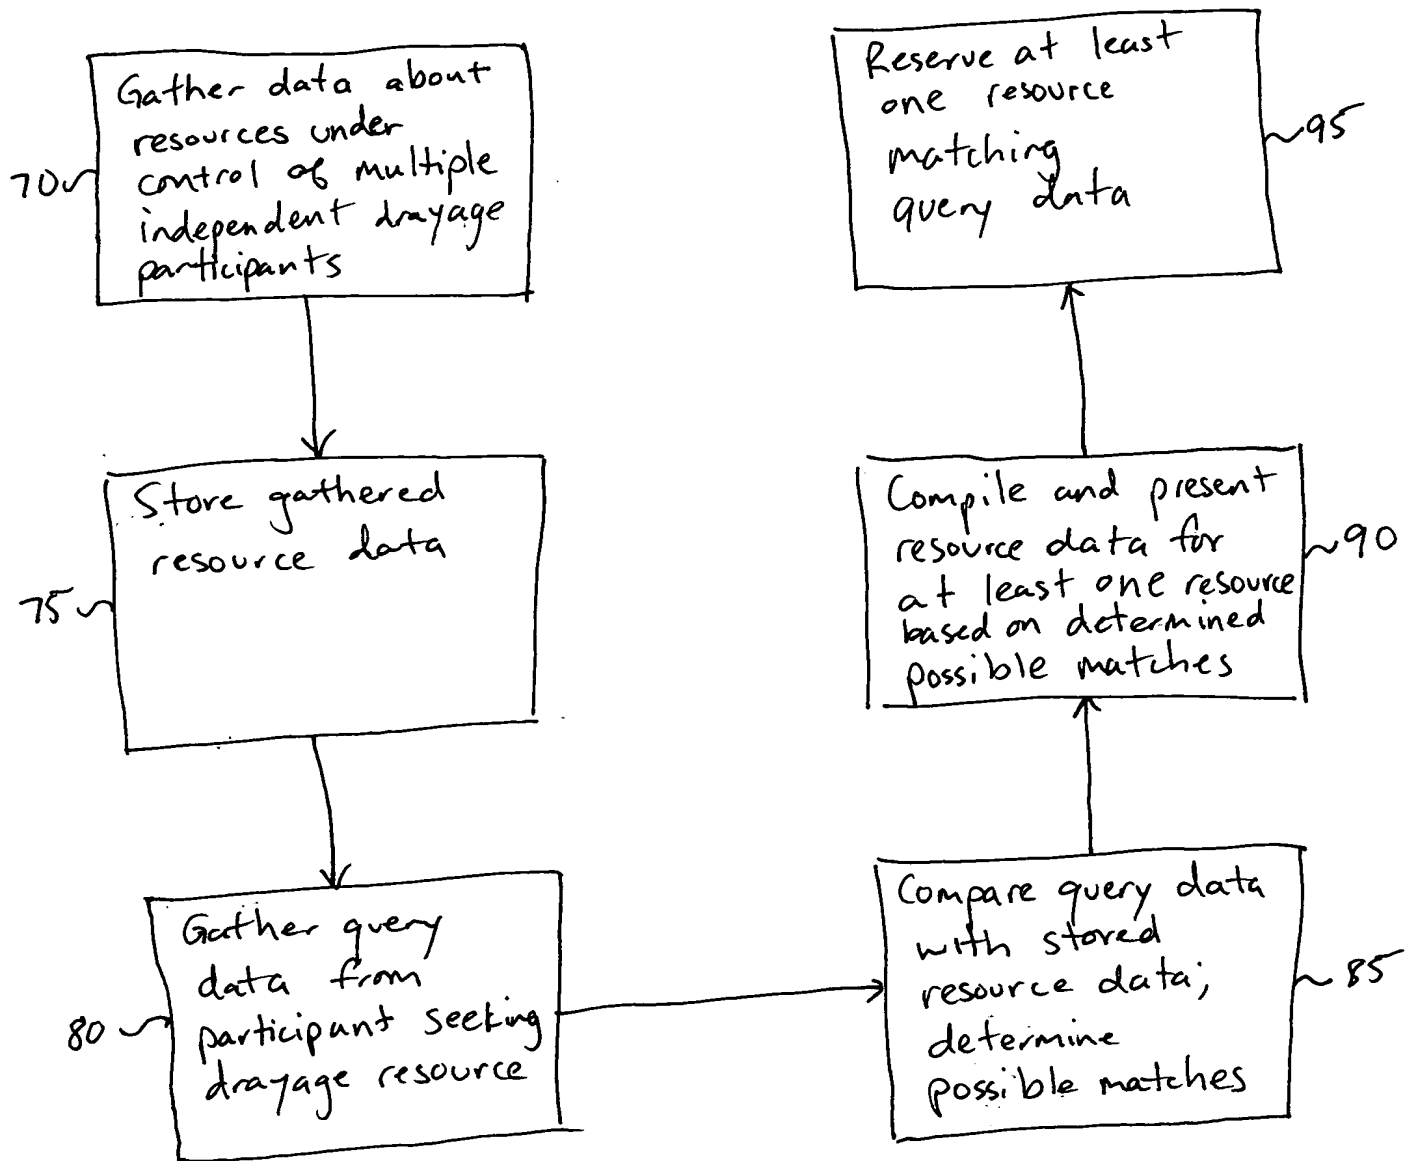 70
Gather data about
resources under
control of multiple
independent drayage
participants
75
Store gathered
resource data
80
Gather query
data from
participant seeking
drayage resource
Compare query data
with stored
resource data;
determine
possible matches
85
Compile and present
resource data for
at least one resource
based on determined
possible matches
90
Reserve at least
one resource
matching
query data
95